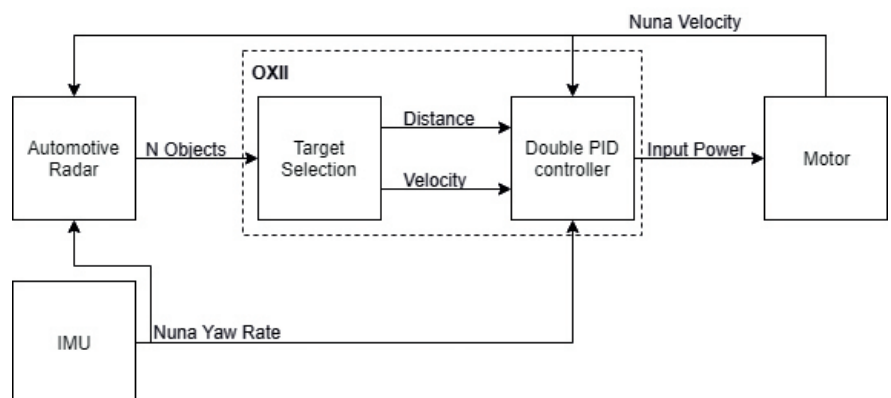 Nuna Velocity
OXII
Automotive
Radar
N Objects
Target
Selection
Distance
Velocity
Double PID
controller
Input Power
Motor
IMU
Nuna Yaw Rate